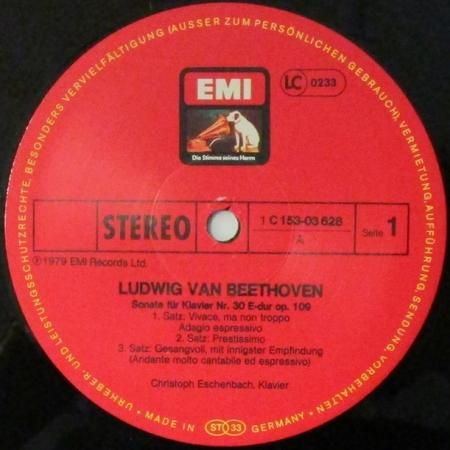 URHEBER- UND LEISTUNGSSCHUTZRECHTE, BESONDERS VERVIELFÄLTIGUNG (AUSSER ZUM PERSÖNLICHEN GEBRAUCH), VERMIETUNG, AUFFÜHRUNG, SENDUNG VORBEHALTEN
EMI
LC 0233
Die Stimme seines Herrn
STEREO
1 C 153-03 628
A
Seite 1
℗1979 EMI Records Ltd.
LUDWIG VAN BEETHOVEN
Sonate für Klavier Nr. 30 E-dur op. 109
1. Satz: Vivace, ma non troppo
Adagio espressivo
2. Satz: Prestissimo
3. Satz: Gesangvoll, mit innigster Empfindung
(Andante molto cantabile ed espressivo)
Christoph Eschenbach, Klavier
• MADE IN ST 33 GERMANY •